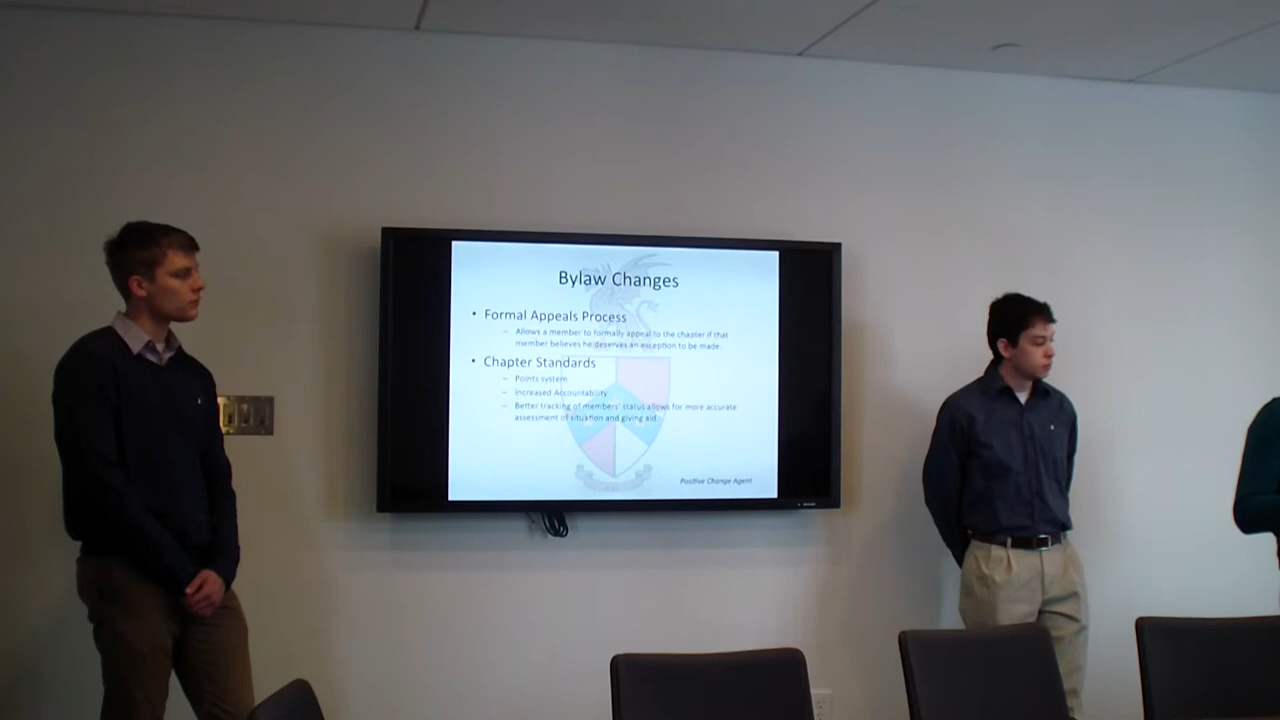 Bylaw Changes
• Formal Appeals Process
– Allows a member to formally appeal to the chapter if that
member believes he deserves an exception to be made.
• Chapter Standards
– Points system
– Increased Accountability
– Better tracking of members' status allows for more accurate
assessment of situation and giving aid.
Positive Change Agent